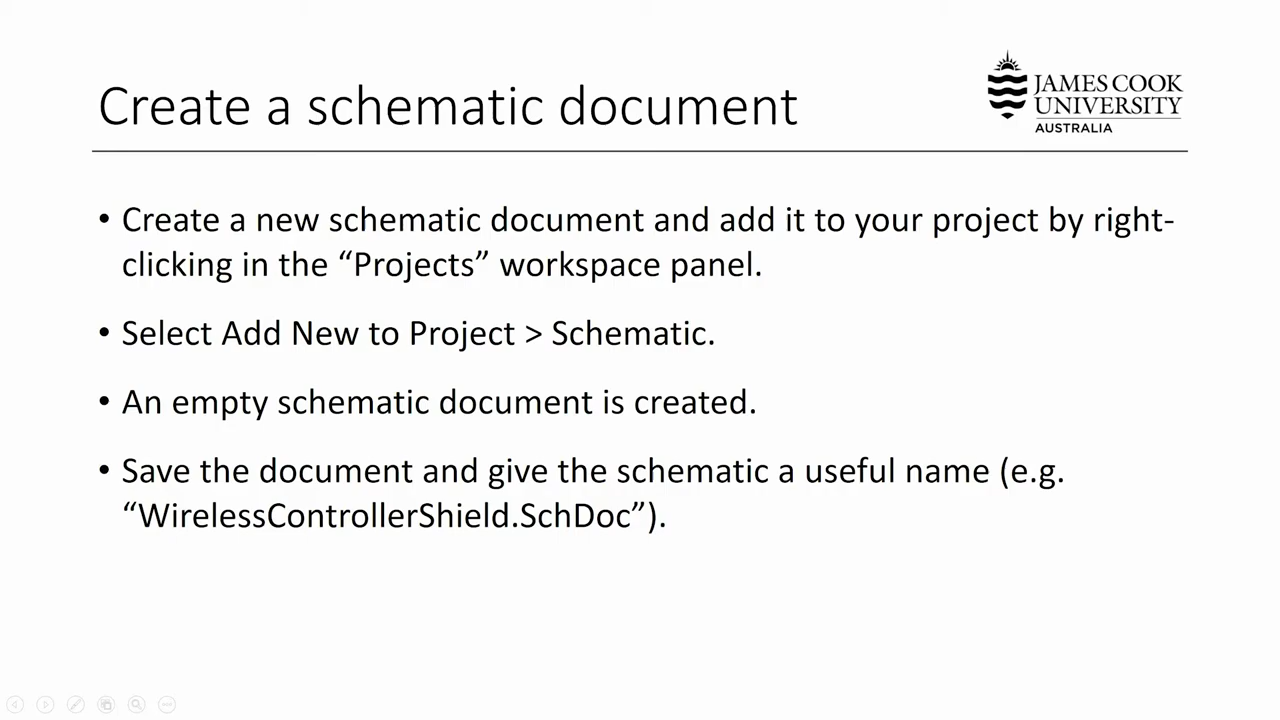 Create a schematic document
JAMES COOK
UNIVERSITY
AUSTRALIA
• Create a new schematic document and add it to your project by right-
clicking in the “Projects” workspace panel.
• Select Add New to Project > Schematic.
• An empty schematic document is created.
• Save the document and give the schematic a useful name (e.g.
“WirelessControllerShield.SchDoc”).